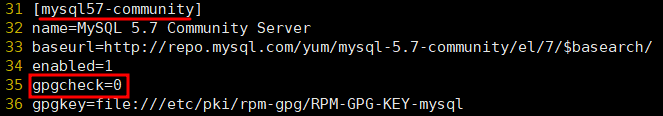 31 [mysql57-community]
32 name=MySQL 5.7 Community Server
33 baseurl=http://repo.mysql.com/yum/mysql-5.7-community/el/7/$basearch/
34 enabled=1
35 gpgcheck=0
36 gpgkey=file:///etc/pki/rpm-gpg/RPM-GPG-KEY-mysql